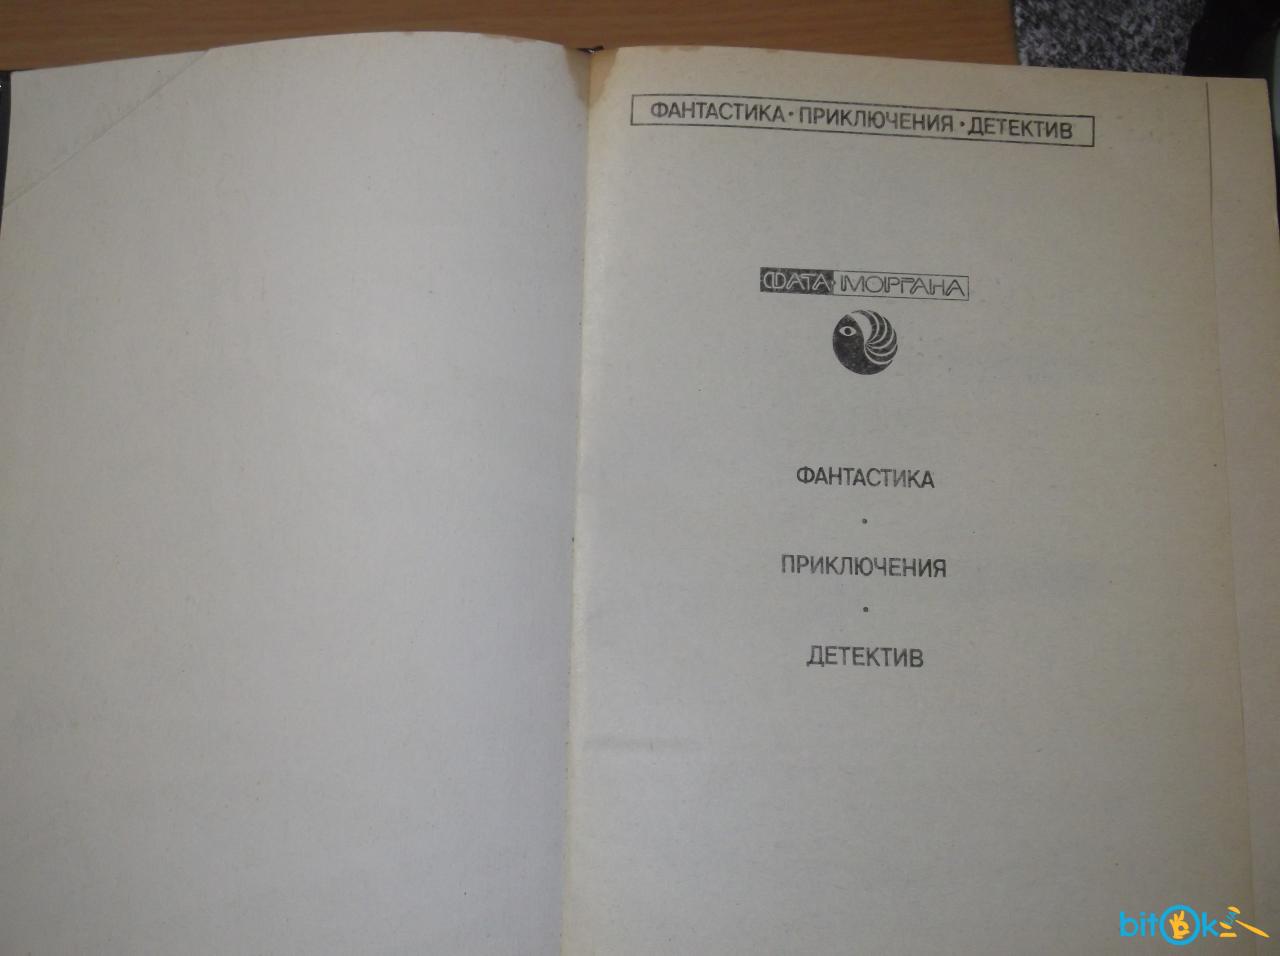 ФАНТАСТИКА • ПРИКЛЮЧЕНИЯ • ДЕТЕКТИВ
ФАТА МОРГАНА
ФАНТАСТИКА
•
ПРИКЛЮЧЕНИЯ
•
ДЕТЕКТИВ
bitOk